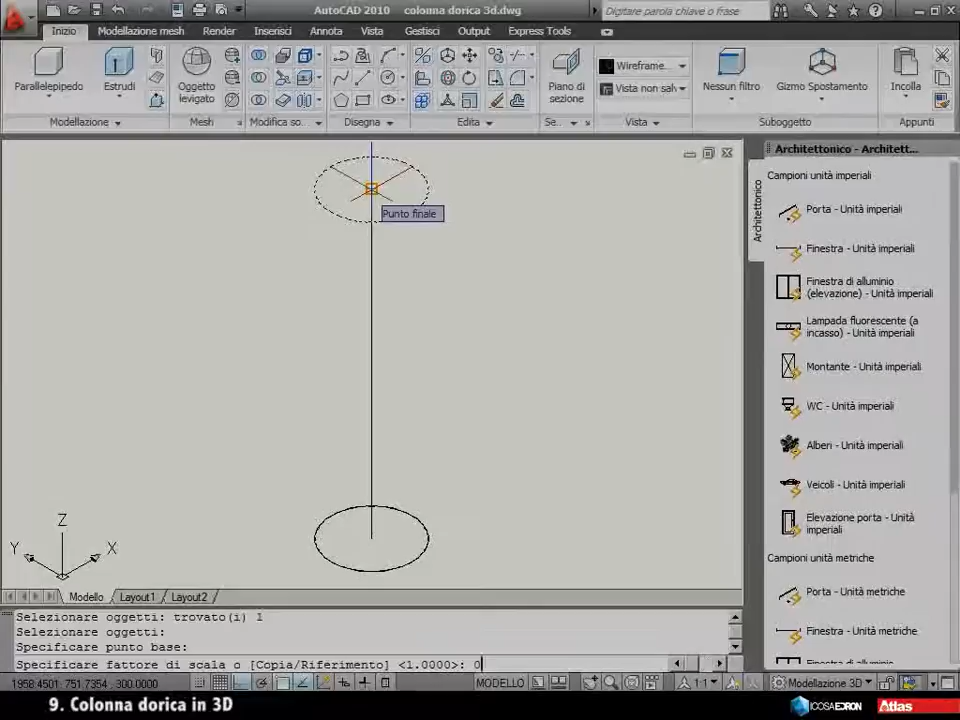 AutoCAD 2010 colonna dorica 3d.dwg
Digitare parola chiave o frase
Inizio Modellazione mesh Render Inserisci Annota Vista Gestisci Output Express Tools
Parallelepipedo Estrudi Oggetto levigato Piano di sezione Wireframe Vista non sah Nessun filtro Gizmo Spostamento Incolla
Modellazione Mesh Modifica so... Disegna Edita Se... Vista Suboggetto Appunti
Punto finale
Z
Y X
Modello Layout1 Layout2
Architettonico - Architett...
Architettonico
Campioni unità imperiali
Porta - Unità imperiali
Finestra - Unità imperiali
Finestra di alluminio
(elevazione) - Unità imperiali
Lampada fluorescente (a
incasso) - Unità imperiali
Montante - Unità imperiali
WC - Unità imperiali
Alberi - Unità imperiali
Veicoli - Unità imperiali
Elevazione porta - Unità
imperiali
Campioni unità metriche
Porta - Unità metriche
Finestra - Unità metriche
Finestra di alluminio
Selezionare oggetti: trovato(i) 1
Selezionare oggetti:
Specificare punto base:
Specificare fattore di scala o [Copia/Riferimento] <1.0000>: 0
1958.4501: 751.7354, 300.0000 MODELLO 1:1 Modellazione 3D
9. Colonna dorica in 3D ICOSAEDRON Atlas